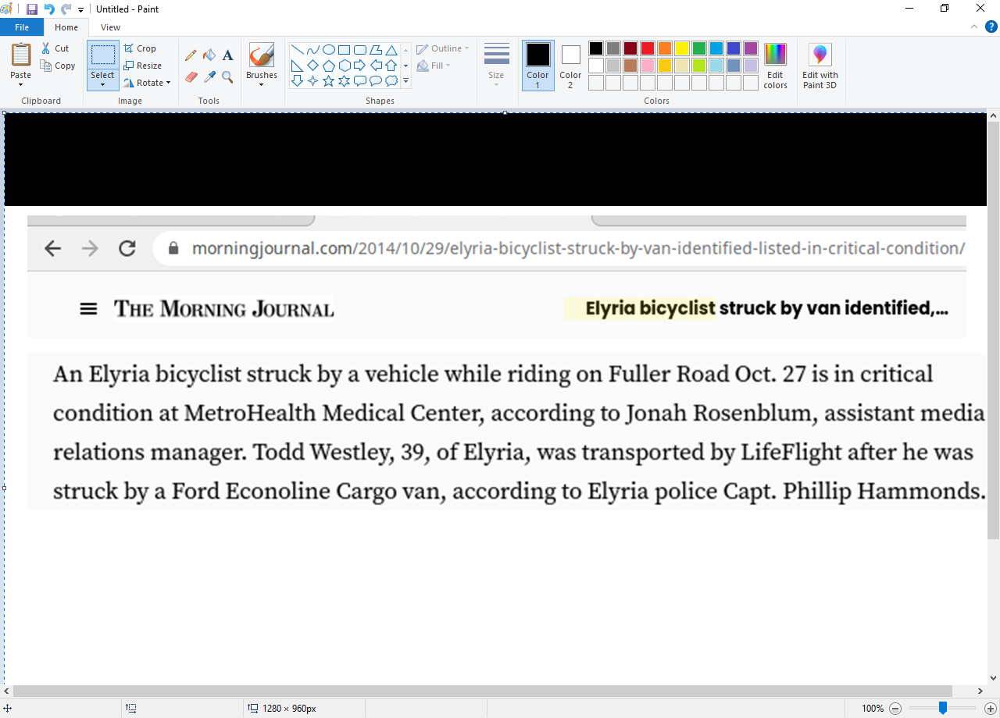 Untitled - Paint
File Home View
Paste Cut Copy Clipboard
Select Crop Resize Rotate Image
Tools
Brushes
Shapes Outline Fill
Size
Color 1 Color 2 Edit colors Colors
Edit with Paint 3D
morningjournal.com/2014/10/29/elyria-bicyclist-struck-by-van-identified-listed-in-critical-condition/
THE MORNING JOURNAL
Elyria bicyclist struck by van identified,...
An Elyria bicyclist struck by a vehicle while riding on Fuller Road Oct. 27 is in critical
condition at MetroHealth Medical Center, according to Jonah Rosenblum, assistant media
relations manager. Todd Westley, 39, of Elyria, was transported by LifeFlight after he was
struck by a Ford Econoline Cargo van, according to Elyria police Capt. Phillip Hammonds.
1280 × 960px
100%